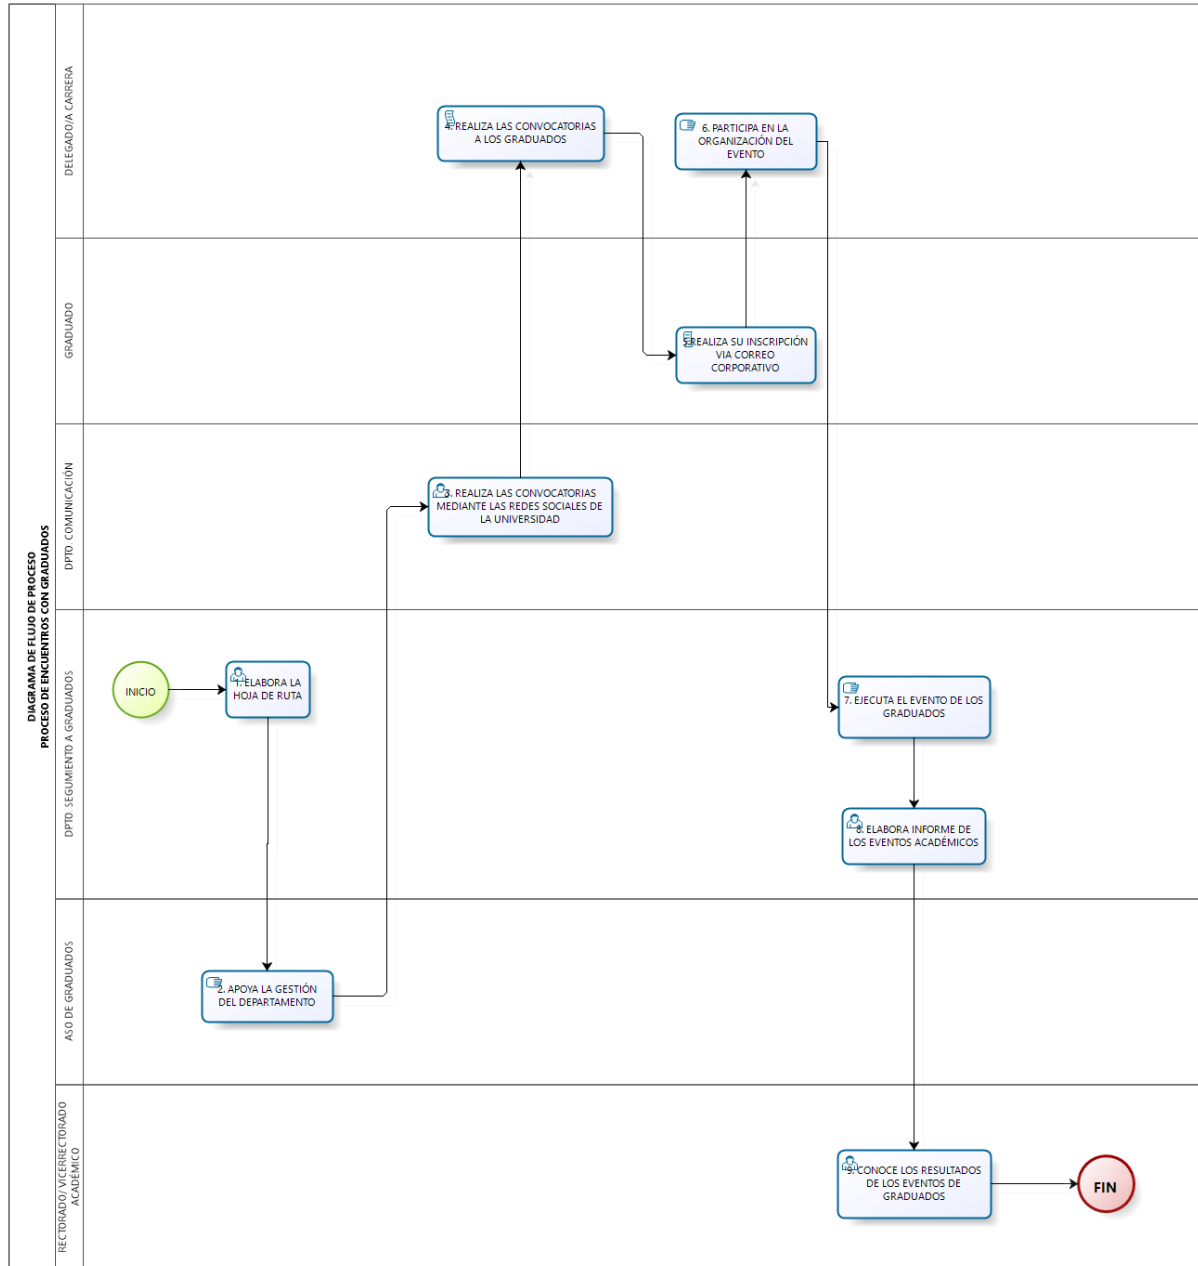 DIAGRAMA DE FLUJO DE PROCESO
PROCESO DE ENCUENTROS CON GRADUADOS
DELEGADO/A CARRERA
4. REALIZA LAS CONVOCATORIAS
A LOS GRADUADOS
6. PARTICIPA EN LA
ORGANIZACIÓN DEL
EVENTO
GRADUADO
5.REALIZA SU INSCRIPCIÓN
VIA CORREO
CORPORATIVO
DPTO. COMUNICACIÓN
3. REALIZA LAS CONVOCATORIAS
MEDIANTE LAS REDES SOCIALES DE
LA UNIVERSIDAD
DPTO. SEGUMIENTO A GRADUADOS
INICIO
1. ELABORA LA
HOJA DE RUTA
7. EJECUTA EL EVENTO DE LOS
GRADUADOS
8. ELABORA INFORME DE
LOS EVENTOS ACADÉMICOS
ASO DE GRADUADOS
2. APOYA LA GESTIÓN
DEL DEPARTAMENTO
RECTORADO/ VICERRECTORADO
ACADÉMICO
9. CONOCE LOS RESULTADOS
DE LOS EVENTOS DE
GRADUADOS
FIN